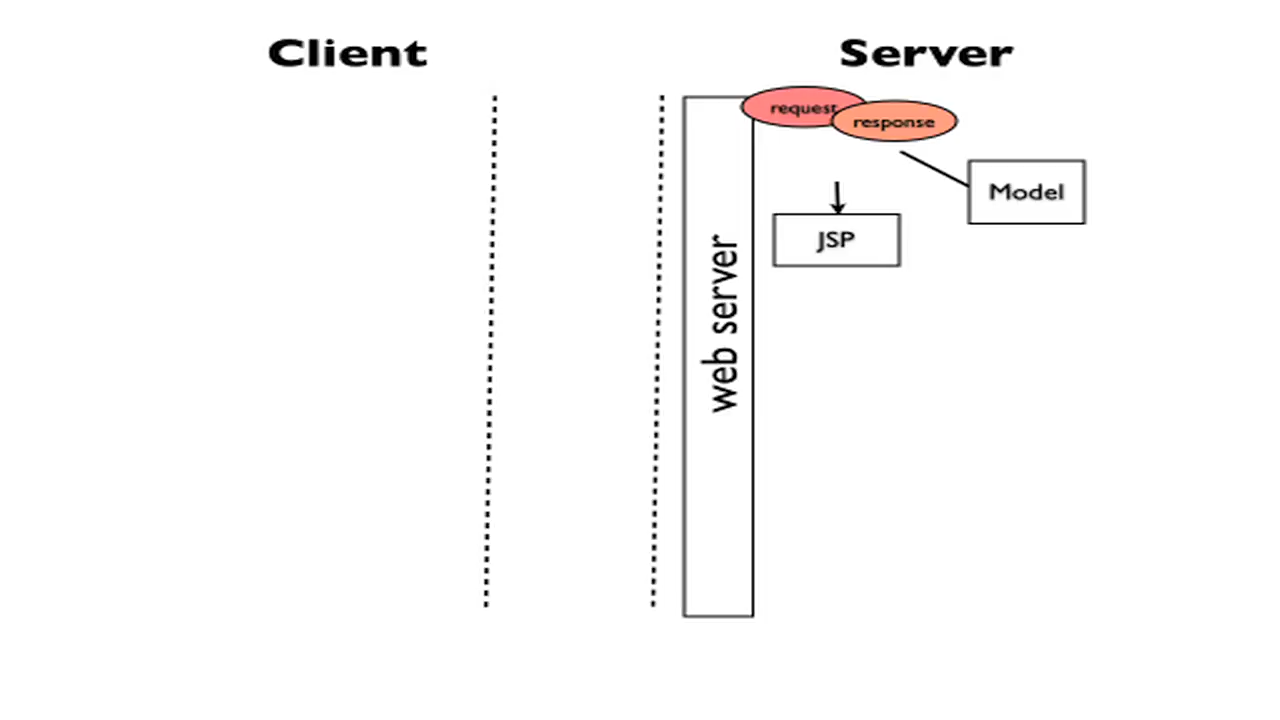 Client
Server
request
response
Model
JSP
web server